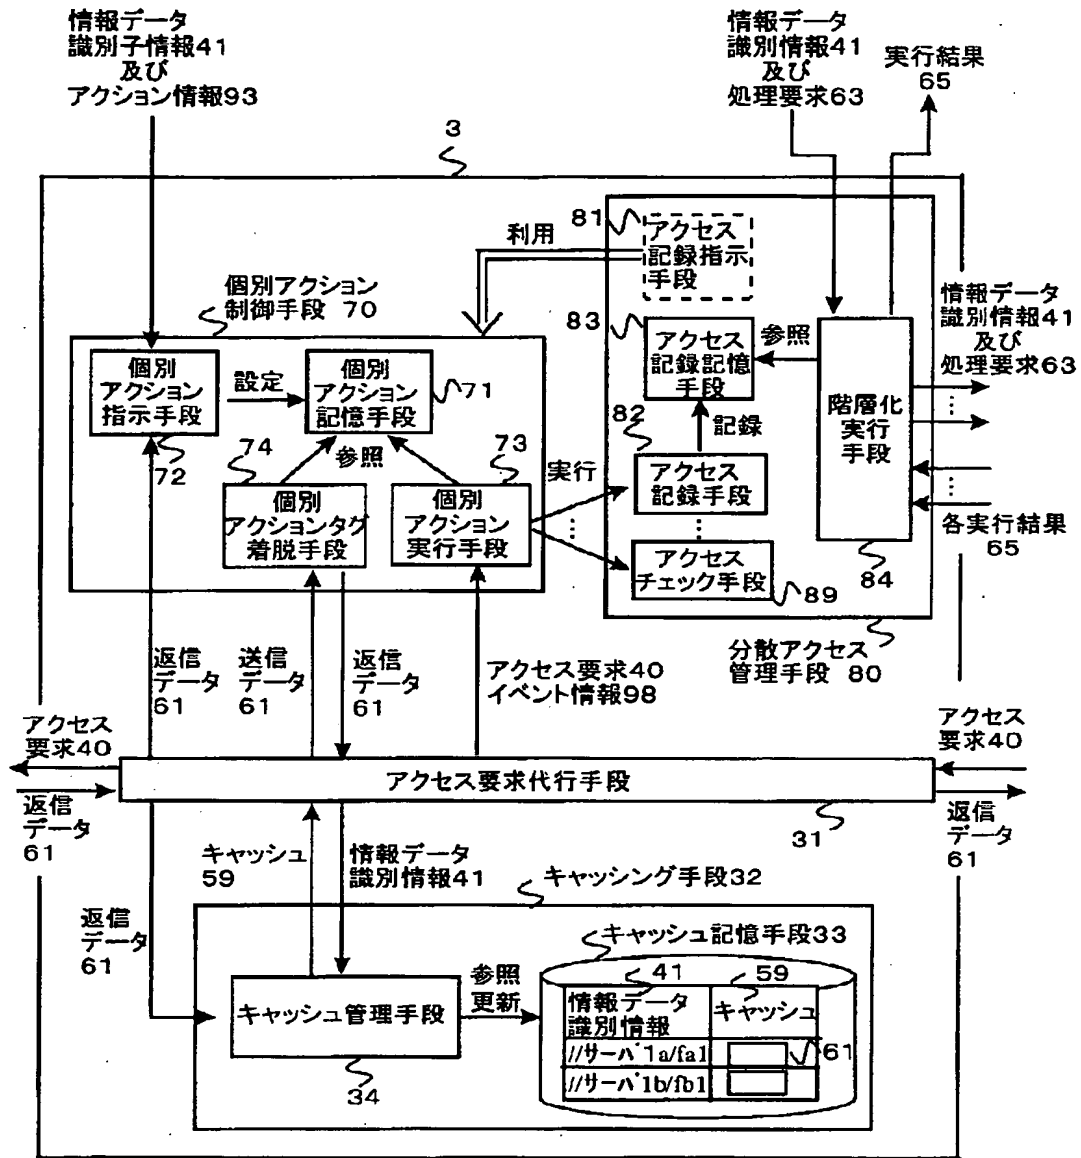 情報データ
識別子情報41
及び
アクション情報93
情報データ
識別情報41
及び
処理要求63
実行結果
65
3
81
アクセス
記録指示
手段
利用
個別アクション
制御手段 70
83
アクセス
記録記憶
手段
参照
階層化
実行
手段
84
情報データ
識別情報41
及び
処理要求63
個別
アクション
指示手段
72
設定
個別
アクション
記憶手段
71
記録
82
アクセス
記録手段
74
参照
73
実行
個別
アクションタグ
着脱手段
個別
アクション
実行手段
アクセス
チェック手段
89
各実行結果
65
分散アクセス
管理手段 80
返信
データ
61
送信
データ
61
返信
データ
61
アクセス要求40
イベント情報98
アクセス
要求40
アクセス
要求40
アクセス要求代行手段
31
返信
データ
61
返信
データ
61
キャッシュ
59
情報データ
識別情報41
キャッシング手段32
返信
データ
61
キャッシュ管理手段
34
参照
更新
キャッシュ記憶手段33
41
59
情報データ
識別情報
キャッシュ
//サーバ1a/fa1
61
//サーバ1b/fb1